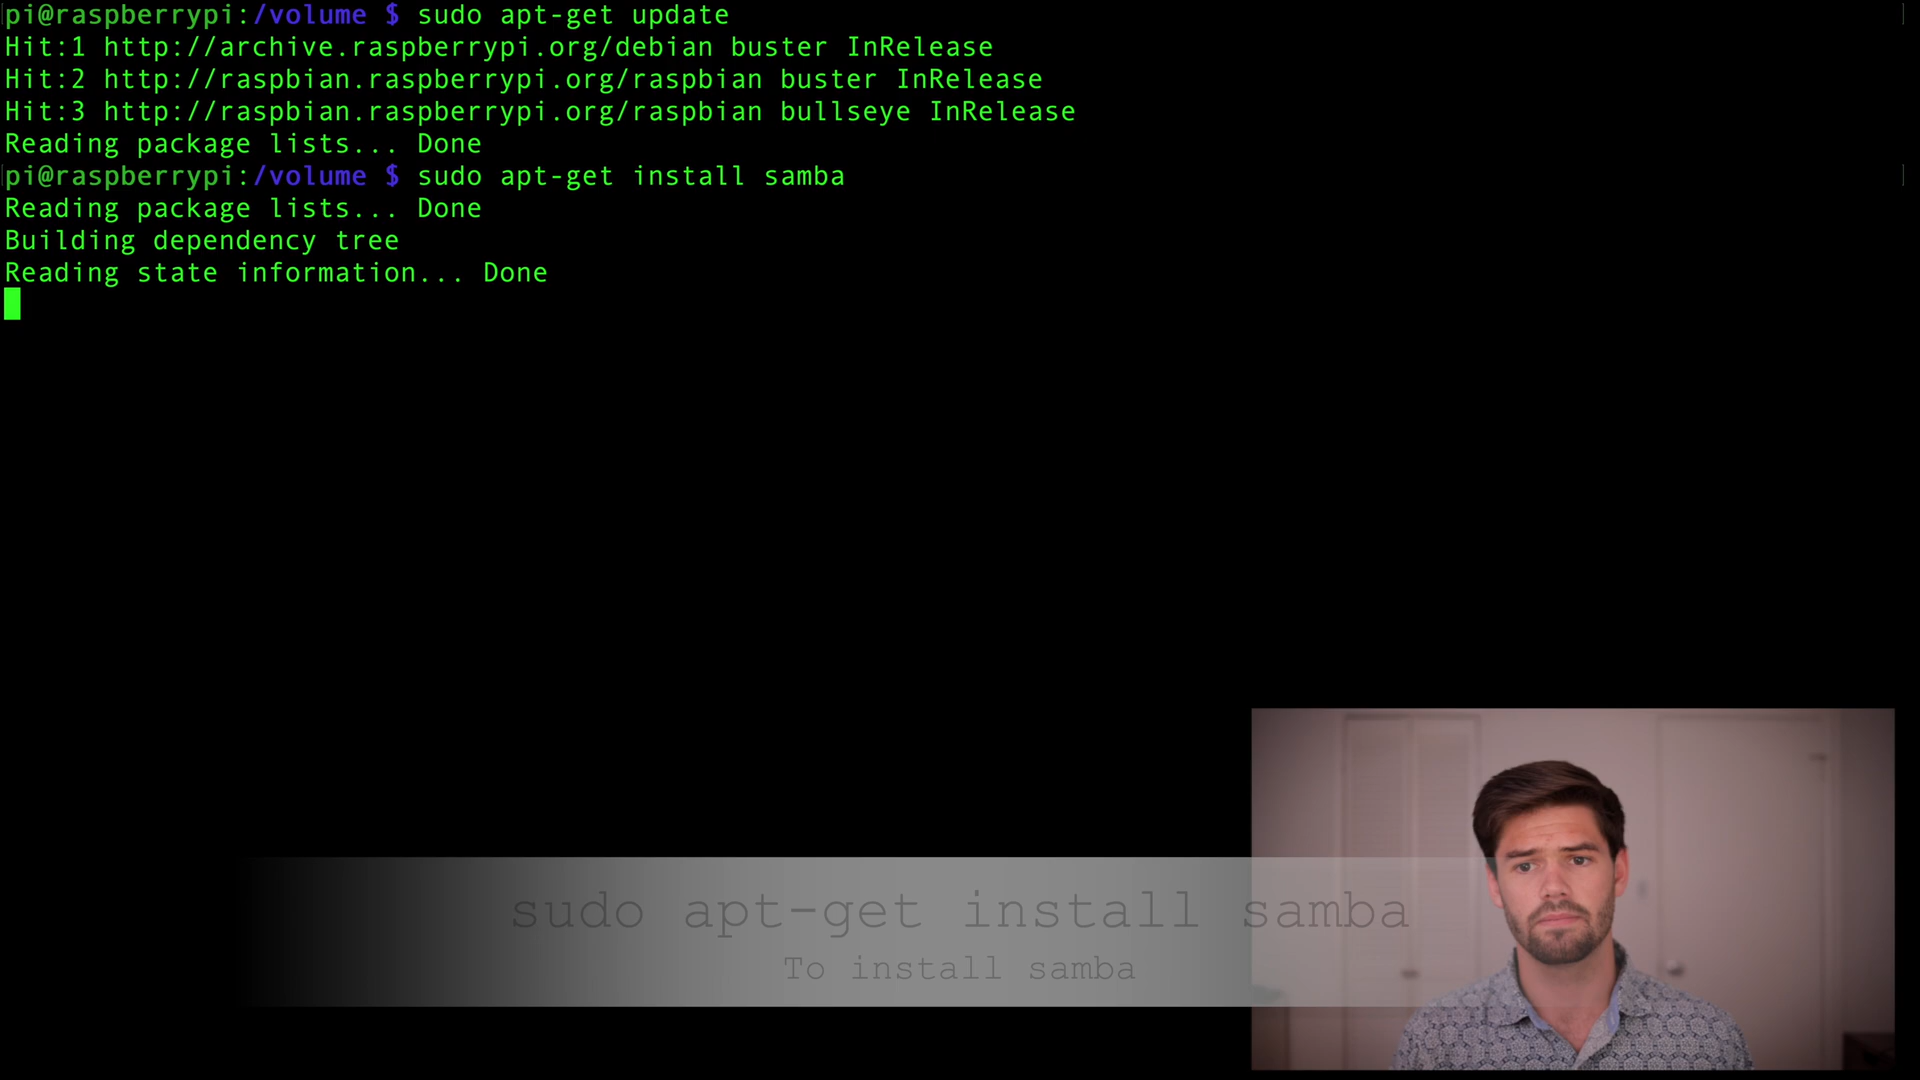 pi@raspberrypi:/volume $ sudo apt-get update
Hit:1 http://archive.raspberrypi.org/debian buster InRelease
Hit:2 http://raspbian.raspberrypi.org/raspbian buster InRelease
Hit:3 http://raspbian.raspberrypi.org/raspbian bullseye InRelease
Reading package lists... Done
pi@raspberrypi:/volume $ sudo apt-get install samba
Reading package lists... Done
Building dependency tree
Reading state information... Done
sudo apt-get install samba
To install samba